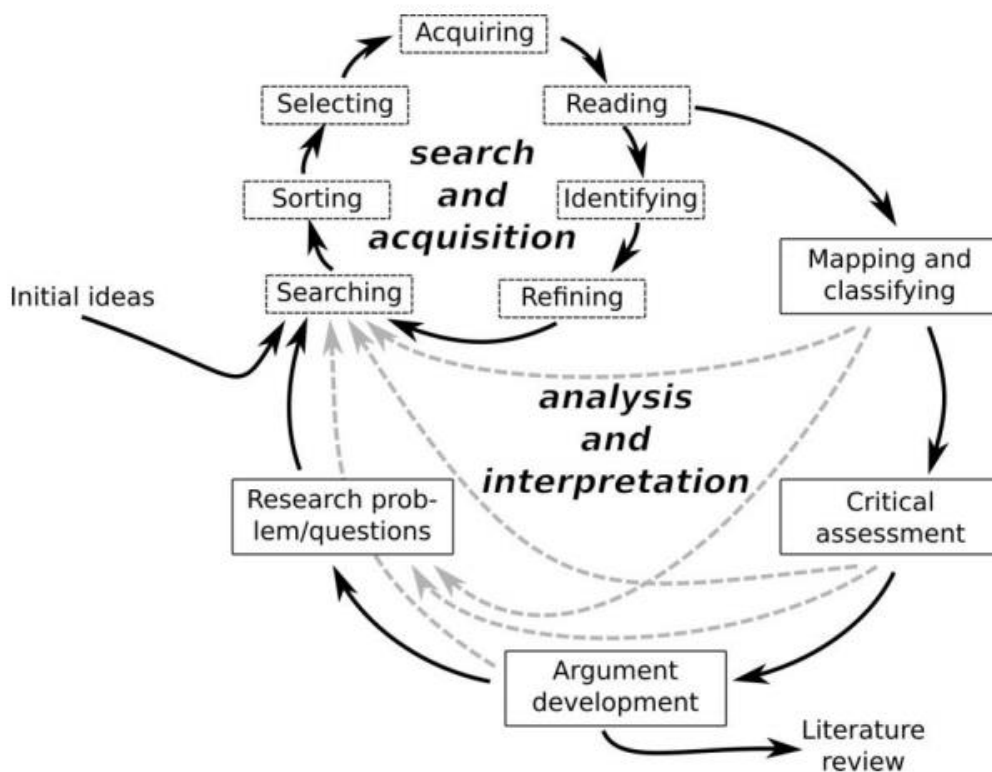 Acquiring
Selecting
Reading
search
and
acquisition
Sorting
Identifying
Searching
Refining
Initial ideas
Mapping and
classifying
analysis
and
interpretation
Research prob-
lem/questions
Critical
assessment
Argument
development
Literature
review